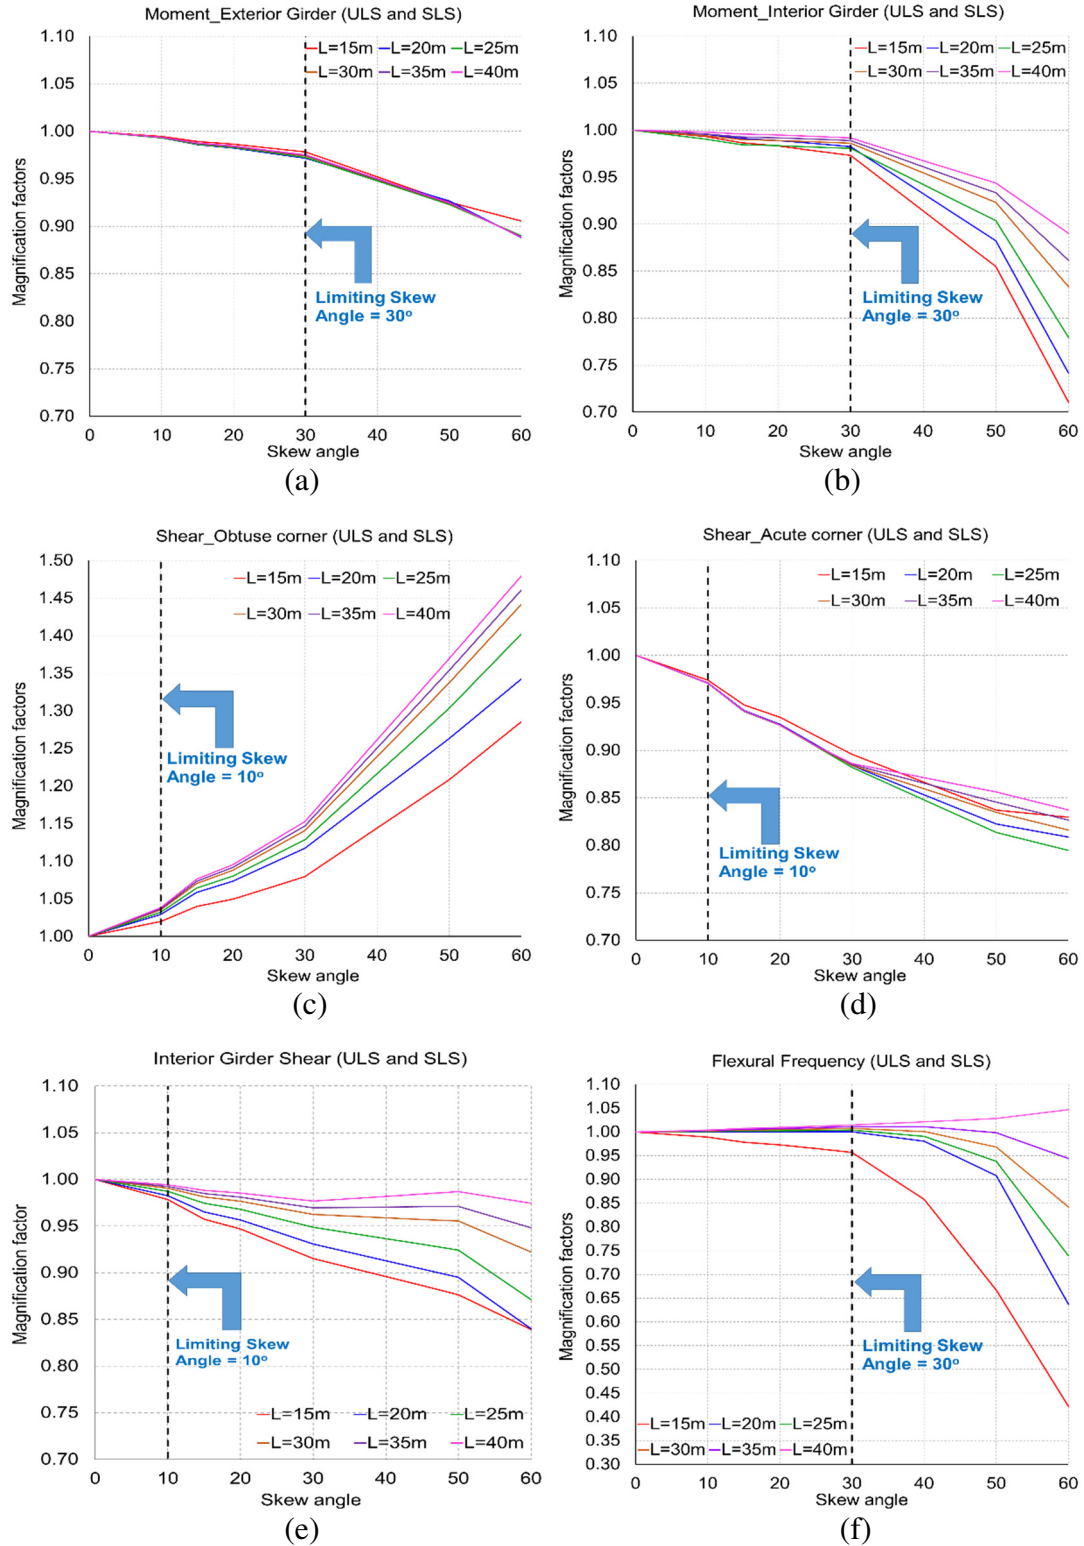 Moment_Exterior Girder (ULS and SLS)
1.10
1.05
1.00
0.95
0.90
0.85
0.80
0.75
0.70
Magnification factors
L=15m L=20m L=25m
L=30m L=35m L=40m
Limiting Skew
Angle = 30º
0 10 20 30 40 50 60
Skew angle
(a)
Moment_Interior Girder (ULS and SLS)
1.10
1.05
1.00
0.95
0.90
0.85
0.80
0.75
0.70
Magnification factors
L=15m L=20m L=25m
L=30m L=35m L=40m
Limiting Skew
Angle = 30º
0 10 20 30 40 50 60
Skew angle
(b)
Shear_Obtuse corner (ULS and SLS)
1.50
1.45
1.40
1.35
1.30
1.25
1.20
1.15
1.10
1.05
1.00
Magnification factors
L=15m L=20m L=25m
L=30m L=35m L=40m
Limiting Skew
Angle = 10º
0 10 20 30 40 50 60
Skew angle
(c)
Shear_Acute corner (ULS and SLS)
1.10
1.05
1.00
0.95
0.90
0.85
0.80
0.75
0.70
Magnification factors
L=15m L=20m L=25m
L=30m L=35m L=40m
Limiting Skew
Angle = 10º
0 10 20 30 40 50 60
Skew angle
(d)
Interior Girder Shear (ULS and SLS)
1.10
1.05
1.00
0.95
0.90
0.85
0.80
0.75
0.70
Magnification factor
Limiting Skew
Angle = 10º
L=15m L=20m L=25m
L=30m L=35m L=40m
0 10 20 30 40 50 60
Skew angle
(e)
Flexural Frequency (ULS and SLS)
1.10
1.05
1.00
0.95
0.90
0.85
0.80
0.75
0.70
0.65
0.60
0.55
0.50
0.45
0.40
0.35
0.30
Magnification factors
Limiting Skew
Angle = 30º
L=15m L=20m L=25m
L=30m L=35m L=40m
0 10 20 30 40 50 60
Skew angle
(f)